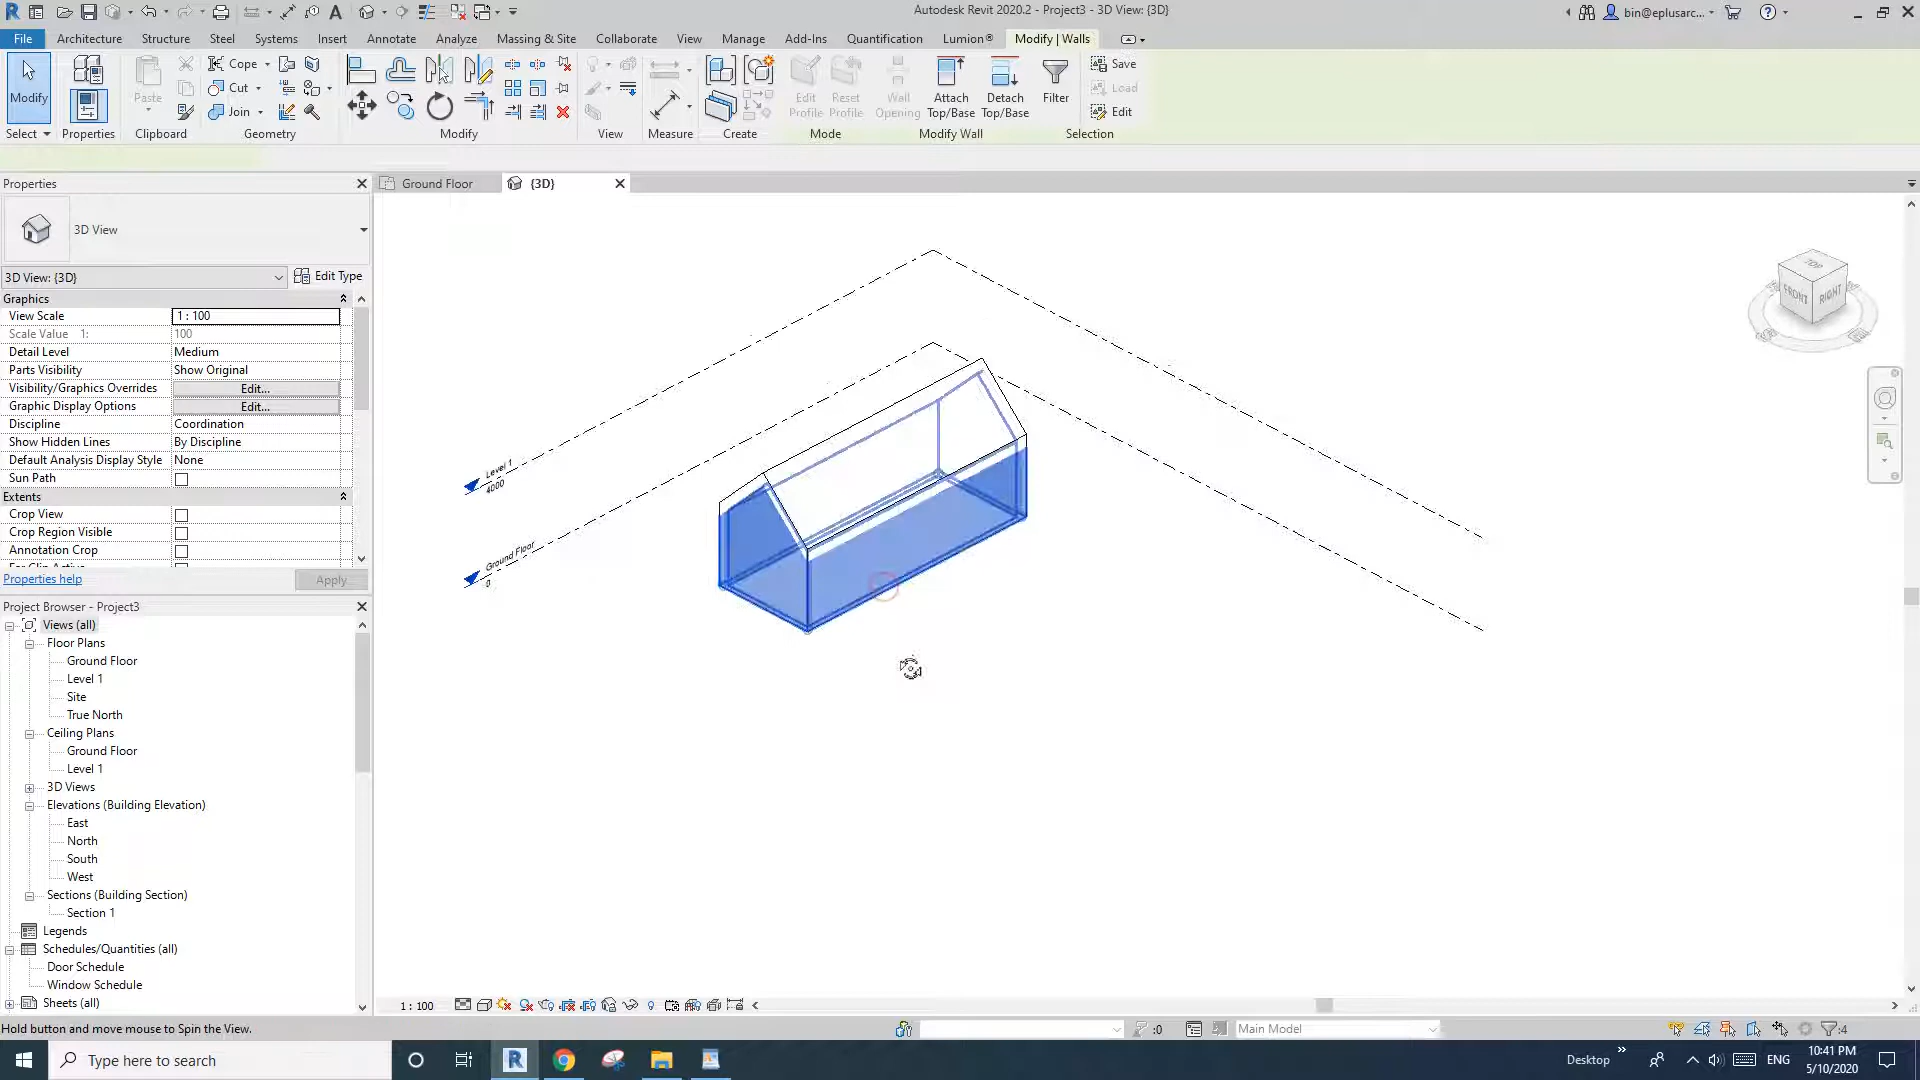 Autodesk Revit 2020.2 - Project3 - 3D View: {3D}
bin@eplusarc...
File Architecture Structure Steel Systems Insert Annotate Analyze Massing & Site Collaborate View Manage Add-Ins Quantification Lumion® Modify | Walls
Modify
Select
Properties
Paste
Clipboard
Cope
Cut
Join
Geometry
Modify
View
Measure
Create
Edit Profile
Reset Profile
Mode
Wall Opening
Attach Top/Base
Detach Top/Base
Modify Wall
Filter
Save
Load
Edit
Selection
Properties
3D View
3D View: {3D}
Edit Type
Graphics
View Scale 1 : 100
Scale Value 1: 100
Detail Level Medium
Parts Visibility Show Original
Visibility/Graphics Overrides Edit...
Graphic Display Options Edit...
Discipline Coordination
Show Hidden Lines By Discipline
Default Analysis Display Style None
Sun Path
Extents
Crop View
Crop Region Visible
Annotation Crop
Properties help
Apply
Project Browser - Project3
Views (all)
Floor Plans
Ground Floor
Level 1
Site
True North
Ceiling Plans
Ground Floor
Level 1
3D Views
Elevations (Building Elevation)
East
North
South
West
Sections (Building Section)
Section 1
Legends
Schedules/Quantities (all)
Door Schedule
Window Schedule
Sheets (all)
Ground Floor
{3D}
Level 1
4000
Ground Floor
0
TOP
FRONT
RIGHT
1 : 100
Hold button and move mouse to Spin the View.
:0
Main Model
:4
Type here to search
Desktop
ENG
10:41 PM
5/10/2020